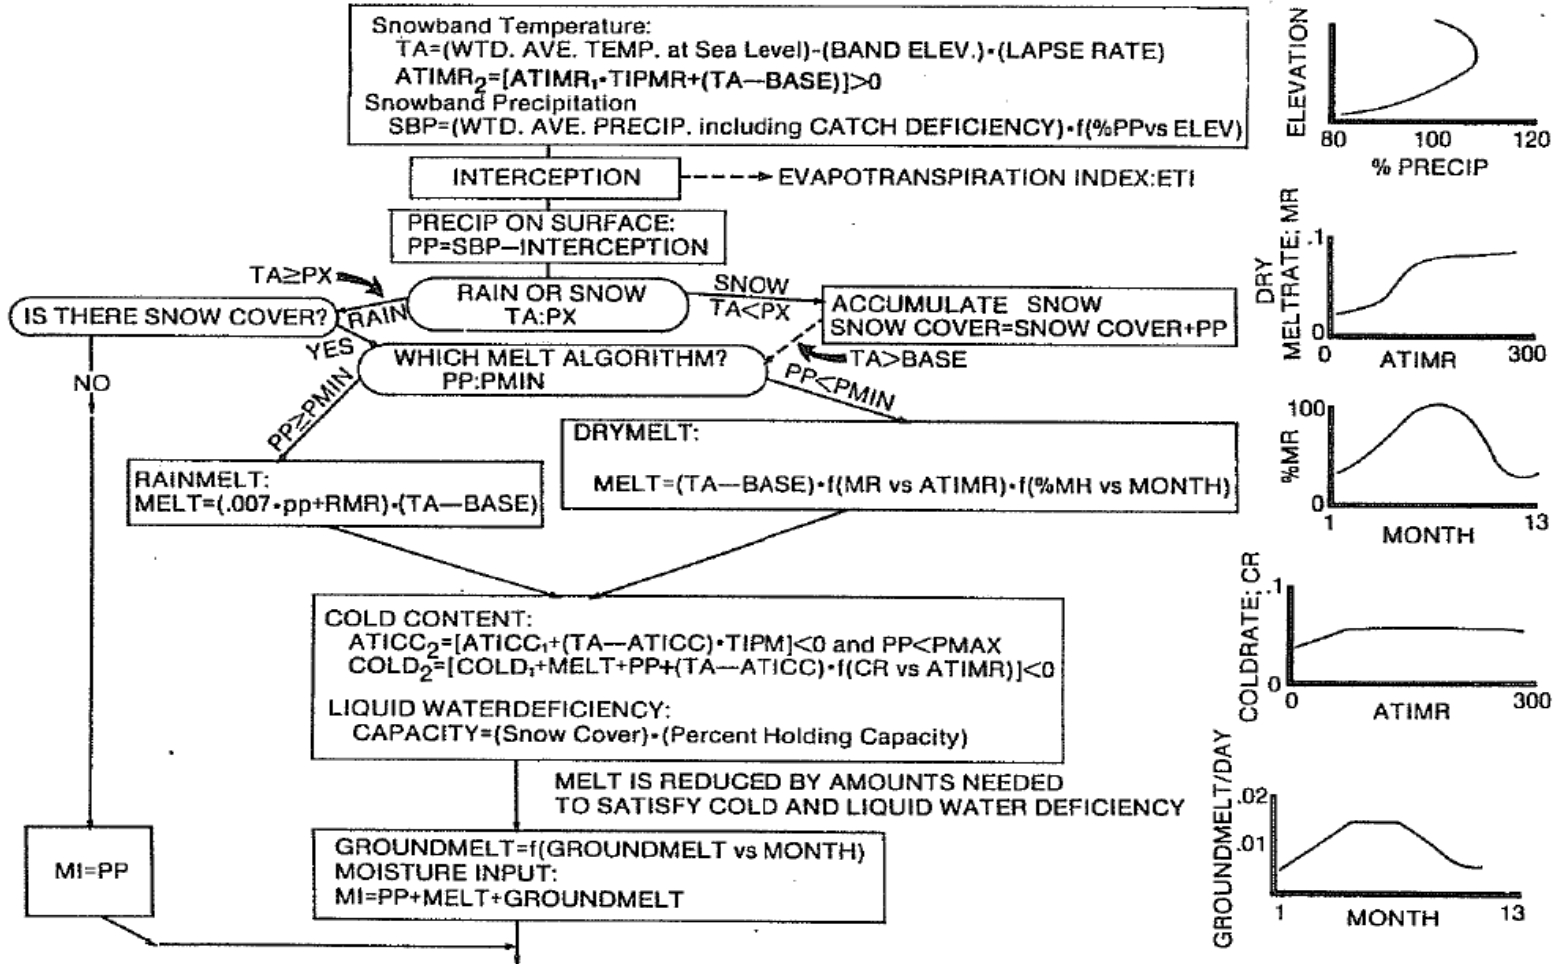 Snowband Temperature:
TA=(WTD. AVE. TEMP. at Sea Level)-(BAND ELEV.)•(LAPSE RATE)
ATIMR₂=[ATIMR₁•TIPMR+(TA—BASE)]>0
Snowband Precipitation
SBP=(WTD. AVE. PRECIP. including CATCH DEFICIENCY)•f(%PPvs ELEV)
INTERCEPTION
EVAPOTRANSPIRATION INDEX:ETI
PRECIP ON SURFACE:
PP=SBP—INTERCEPTION
TA≥PX
RAIN OR SNOW
TA:PX
SNOW
TA<PX
RAIN
IS THERE SNOW COVER?
ACCUMULATE SNOW
SNOW COVER=SNOW COVER+PP
YES
NO
WHICH MELT ALGORITHM?
PP:PMIN
TA>BASE
PP≥PMIN
PP<PMIN
RAINMELT:
MELT=(.007•pp+RMR)•(TA—BASE)
DRYMELT:
MELT=(TA—BASE)•f(MR vs ATIMR)•f(%MH vs MONTH)
COLD CONTENT:
ATICC₂=[ATICC₁+(TA—ATICC)•TIPM]<0 and PP<PMAX
COLD₂=[COLD₁+MELT+PP+(TA—ATICC)•f(CR vs ATIMR)]<0
LIQUID WATERDEFICIENCY:
CAPACITY=(Snow Cover)•(Percent Holding Capacity)
MELT IS REDUCED BY AMOUNTS NEEDED
TO SATISFY COLD AND LIQUID WATER DEFICIENCY
MI=PP
GROUNDMELT=f(GROUNDMELT vs MONTH)
MOISTURE INPUT:
MI=PP+MELT+GROUNDMELT
ELEVATION
80 100 120
% PRECIP
DRY
MELTRATE; MR
.1
0
0 300
ATIMR
%MR
100
0
1 13
MONTH
COLDRATE; CR
.1
0
0 300
ATIMR
GROUNDMELT/DAY
.02
.01
1 13
MONTH